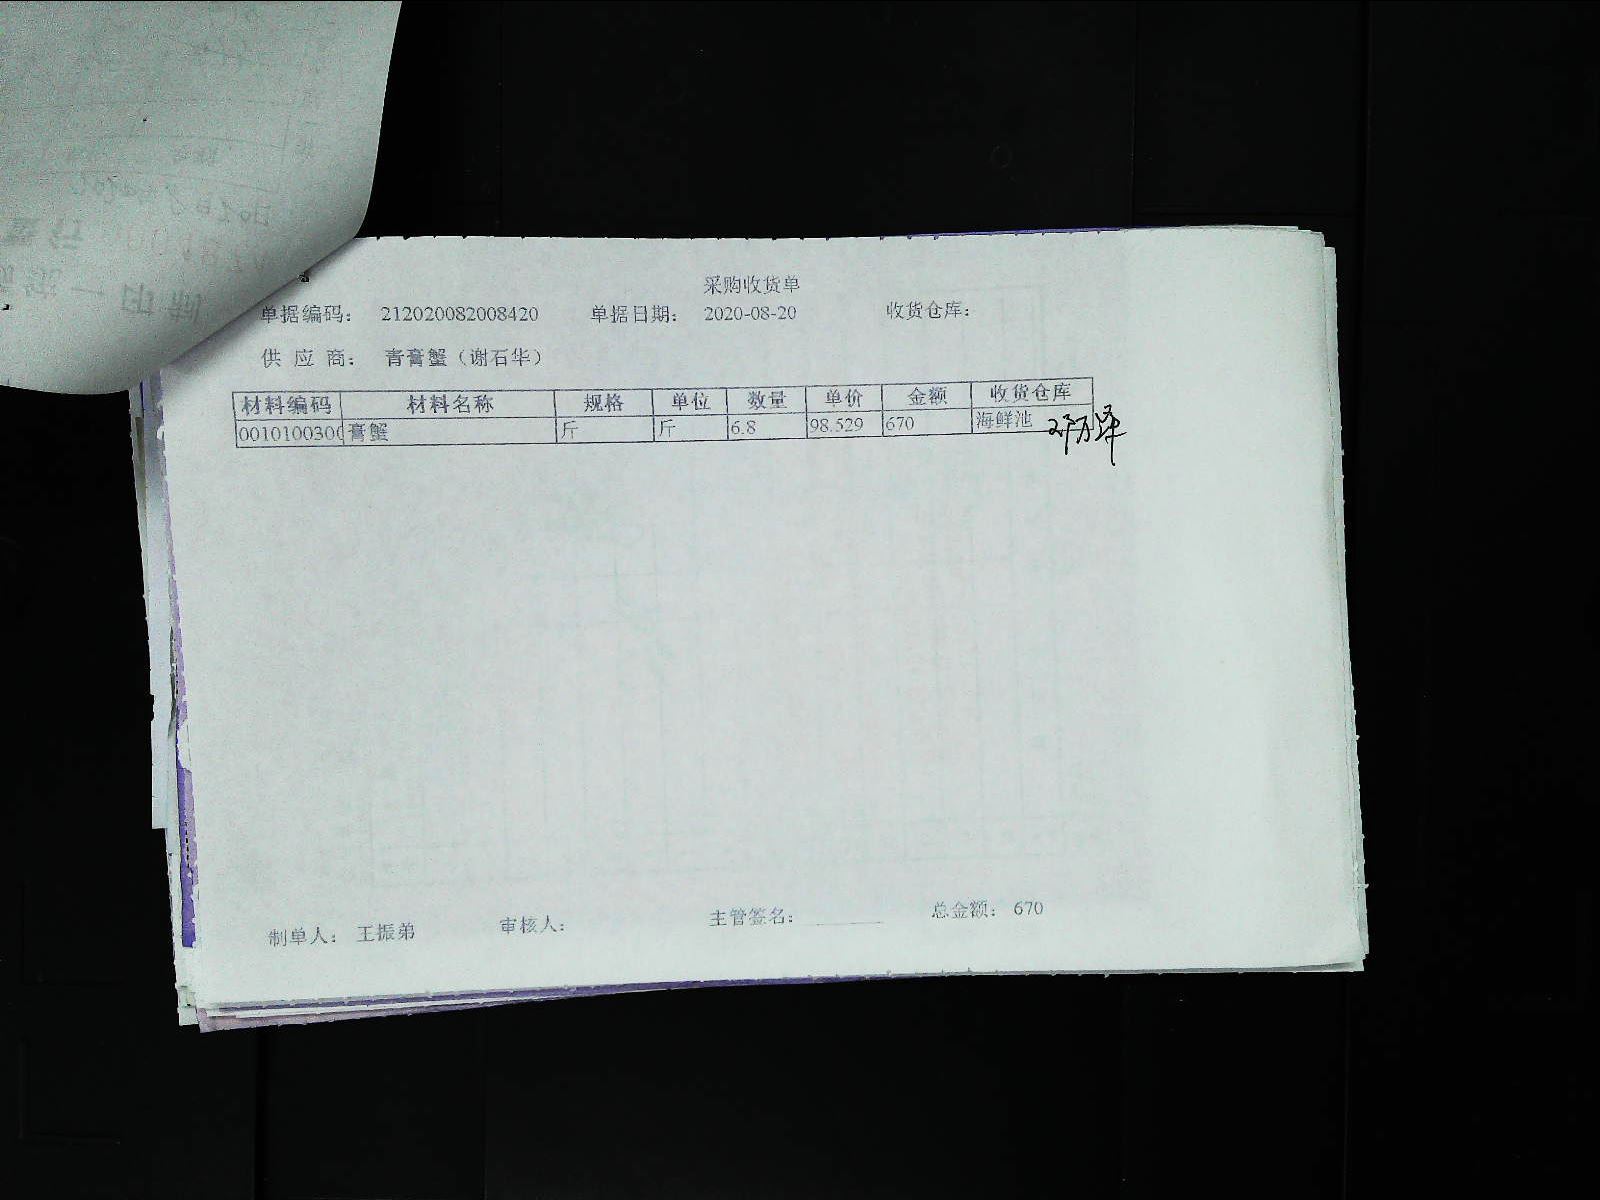 采购收货单
单据编码： 212020082008420 单据日期： 2020-08-20 收货仓库：
供 应 商： 青膏蟹（谢石华）
材料编码 材料名称 规格 单位 数量 单价 金额 收货仓库
0010100300 膏蟹 斤 斤 6.8 98.529 670 海鲜池
制单人： 王振弟 审核人： 主管签名： 总金额： 670